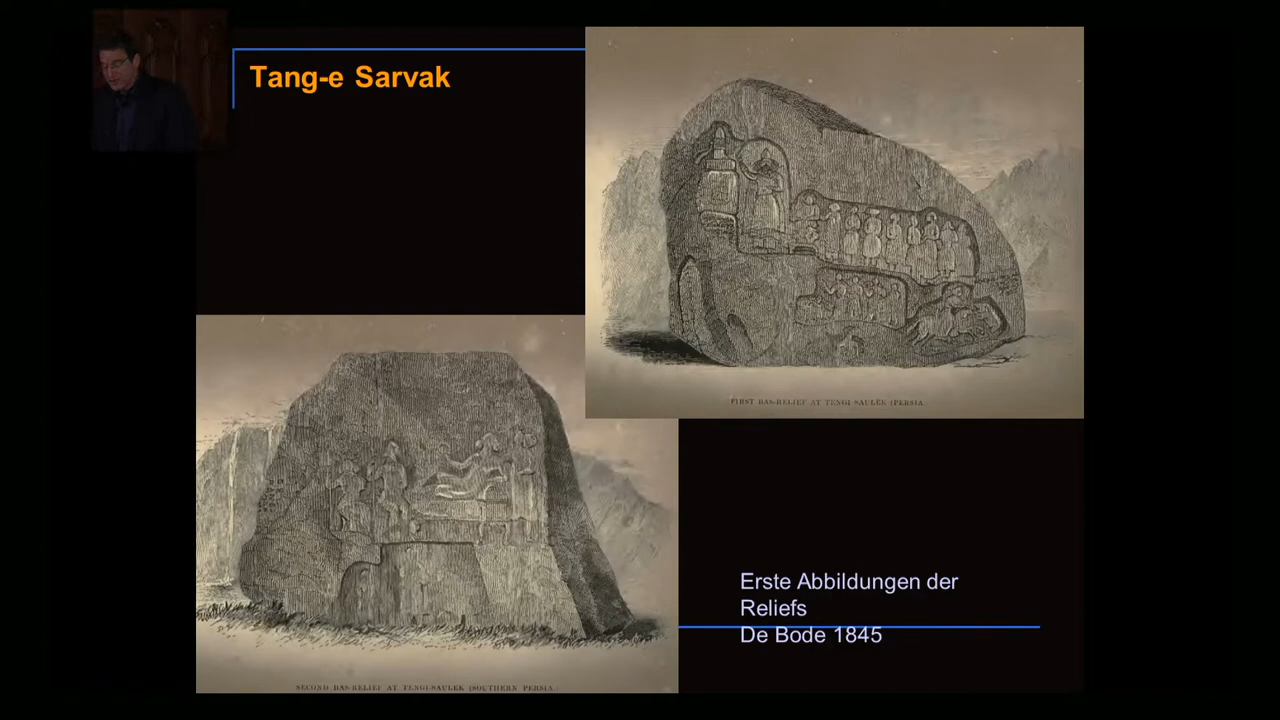 Tang-e Sarvak
FIRST BAS-RELIEF AT TENGI-SAULEK (PERSIA.
SECOND BAS-RELIEF AT TENGI-SAULEK (SOUTHERN PERSIA.)
Erste Abbildungen der
Reliefs
De Bode 1845